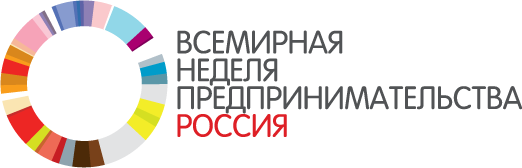 ВСЕМИРНАЯ
НЕДЕЛЯ
ПРЕДПРИНИМАТЕЛЬСТВА
РОССИЯ